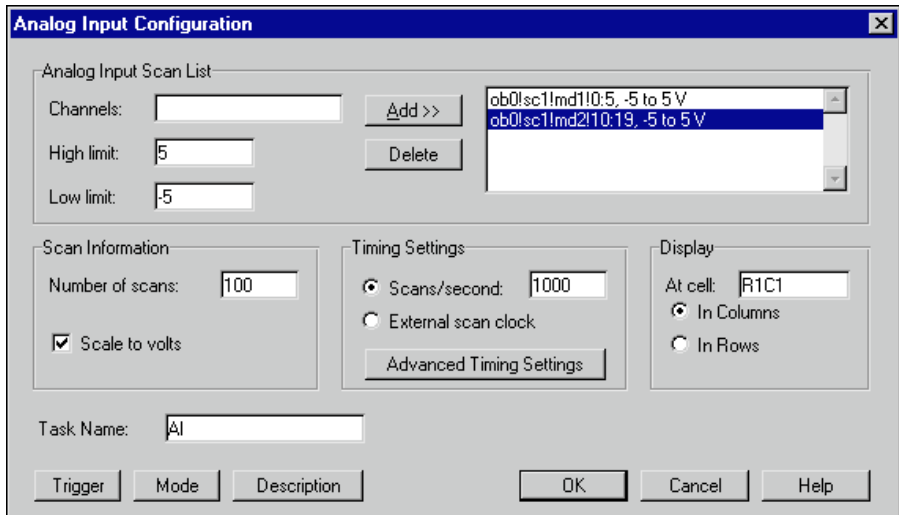 Analog Input Configuration
Analog Input Scan List
Channels:
Add >>
ob0!sc1!md1!0:5, -5 to 5 V
ob0!sc1!md2!10:19, -5 to 5 V
High limit: 5
Delete
Low limit: -5
Scan Information
Number of scans: 100
Scale to volts
Timing Settings
Scans/second: 1000
External scan clock
Advanced Timing Settings
Display
At cell: R1C1
In Columns
In Rows
Task Name: AI
Trigger Mode Description OK Cancel Help